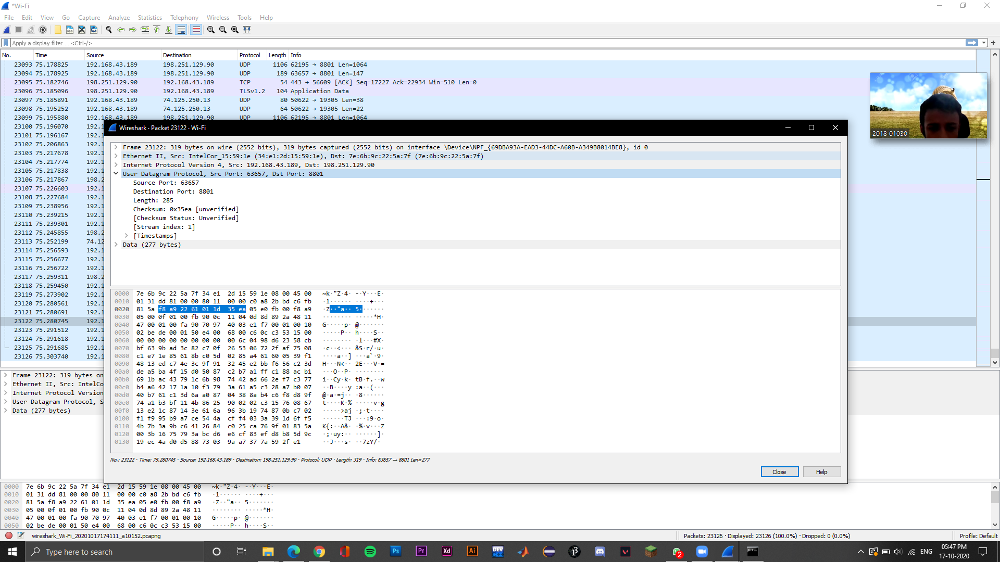 *Wi-Fi
File Edit View Go Capture Analyze Statistics Telephony Wireless Tools Help
Apply a display filter ... <Ctrl-/>
No. Time Source Destination Protocol Length Info
23093 75.178825 192.168.43.189 198.251.129.90 UDP 1106 62195 → 8801 Len=1064
23094 75.178925 192.168.43.189 198.251.129.90 UDP 189 63657 → 8801 Len=147
23095 75.182746 198.251.129.90 192.168.43.189 TCP 54 443 → 56609 [ACK] Seq=17227 Ack=22934 Win=510 Len=0
23096 75.185096 198.251.129.90 192.168.43.189 TLSv1.2 104 Application Data
23097 75.185891 192.168.43.189 74.125.250.13 UDP 80 50622 → 19305 Len=38
23098 75.195252 192.168.43.189 74.125.250.13 UDP 64 50622 → 19305 Len=22
23099 75.195880 192.168.43.189 198.251.129.90 UDP 1106 62195 → 8801 Len=1064
23100 75.196070 192.1
23101 75.196167 192.1
23102 75.206863 192.1
23103 75.217678 192.1
23104 75.217774 192.1
23105 75.217838 192.1
23106 75.217867 198.2
23107 75.226603 192.1
23108 75.227684 192.1
23109 75.238956 192.1
23110 75.239215 192.1
23111 75.239301 192.1
23112 75.245855 198.2
23113 75.252199 74.12
23114 75.256593 192.1
23115 75.256677 192.1
23116 75.256722 192.1
23117 75.259311 198.2
23118 75.259450 192.1
23119 75.273902 192.1
23120 75.280561 192.1
23121 75.280691 192.1
23122 75.280745 192.1
23123 75.291512 192.1
23124 75.291618 192.1
23125 75.291685 192.1
23126 75.303740 192.1
2018 01030
Wireshark · Packet 23122 · Wi-Fi
Frame 23122: 319 bytes on wire (2552 bits), 319 bytes captured (2552 bits) on interface \Device\NPF_{69DBA93A-EAD3-44DC-A60B-A349B8014BE8}, id 0
Ethernet II, Src: IntelCor_15:59:1e (34:e1:2d:15:59:1e), Dst: 7e:6b:9c:22:5a:7f (7e:6b:9c:22:5a:7f)
Internet Protocol Version 4, Src: 192.168.43.189, Dst: 198.251.129.90
User Datagram Protocol, Src Port: 63657, Dst Port: 8801
Source Port: 63657
Destination Port: 8801
Length: 285
Checksum: 0x35ea [unverified]
[Checksum Status: Unverified]
[Stream index: 1]
[Timestamps]
Data (277 bytes)
0000 7e 6b 9c 22 5a 7f 34 e1 2d 15 59 1e 08 00 45 00 ~k·"Z·4· -·Y···E·
0010 01 31 dd 81 00 00 80 11 00 00 c0 a8 2b bd c6 fb ·1······ ····+···
0020 81 5a f8 a9 22 61 01 1d 35 ea 05 e0 fb 00 f8 a9 ·Z··"a·· 5·······
0030 05 00 0f 01 00 fb 90 0c 11 04 0d 8d 89 2a 48 11 ········ ·····*H·
0040 47 00 01 00 fa 90 70 97 40 03 e1 f7 00 01 00 10 G·····p· @·······
0050 02 be de 00 01 50 e4 00 68 00 c6 0c c3 53 15 00 ·····P·· h····S··
0060 00 00 00 00 00 00 00 00 00 6c 04 98 d6 23 58 cb ········ ·l···#X·
0070 bf 63 9b ad 3c 82 c7 0f 26 53 06 72 2f af 75 08 ·c··<··· &S·r/·u·
0080 c1 e7 1e 85 61 8b c0 5d 02 85 a4 61 60 05 39 f1 ····a··] ···a`·9·
0090 48 13 ed c7 4e 3c 9f 91 32 45 e2 bb f6 56 c2 3d H···N<·· 2E···V·=
00a0 de a5 ba 4f 15 d0 50 87 c2 b7 a1 ff c1 88 ac b1 ···O··P· ········
00b0 69 1b ac 43 79 1c 6b 98 74 42 ad 66 2e f7 c3 77 i··Cy·k· tB·f.··w
00c0 b4 a6 42 17 1a 10 f3 79 3a 61 a5 c3 28 a7 b0 07 ··B····y :a··(···
00d0 40 b7 61 c1 3d 6a a0 87 04 38 8a b4 c6 f8 d8 9f @·a·=j·· ·8······
00e0 74 a1 b3 bf 11 4b 86 25 90 02 02 c3 15 76 08 67 t····K·% ·····v·g
00f0 13 e2 1c 87 14 3e 61 6a 96 3b 19 74 87 0b c7 02 ·····>aj ·;·t····
0100 f1 f9 95 b9 a7 ce 54 4a cf f4 03 3a 39 1d 6f f5 ······TJ ···:9·o·
0110 4b 7b 3a 9b c6 41 26 84 c0 25 ca 76 9f 01 83 5a K{:··A&· ·%·v···Z
0120 00 3b 16 75 79 3a bc d6 e6 cf 83 ef d8 b8 5d 9c ·;·uy:·· ······]·
0130 19 ec 4a d0 d5 88 73 03 9a a7 37 7a 59 2f e1 ··J···s· ··7zY/·
No.: 23122 · Time: 75.280745 · Source: 192.168.43.189 · Destination: 198.251.129.90 · Protocol: UDP · Length: 319 · Info: 63657 → 8801 Len=277
Close Help
Frame 23122: 319 bytes on
Ethernet II, Src: IntelCo
Internet Protocol Version
User Datagram Protocol, S
Data (277 bytes)
0000 7e 6b 9c 22 5a 7f 34 e1 2d 15 59 1e 08 00 45 00 ~k·"Z·4· -·Y···E·
0010 01 31 dd 81 00 00 80 11 00 00 c0 a8 2b bd c6 fb ·1······ ····+···
0020 81 5a f8 a9 22 61 01 1d 35 ea 05 e0 fb 00 f8 a9 ·Z··"a·· 5·······
0030 05 00 0f 01 00 fb 90 0c 11 04 0d 8d 89 2a 48 11 ········ ·····*H·
0040 47 00 01 00 fa 90 70 97 40 03 e1 f7 00 01 00 10 G·····p· @·······
0050 02 be de 00 01 50 e4 00 68 00 c6 0c c3 53 15 00 ·····P·· h····S··
wireshark_Wi-Fi_20201017174111_a10152.pcapng
Packets: 23126 · Displayed: 23126 (100.0%) · Dropped: 0 (0.0%)
Profile: Default
Type here to search
Ps Pr Xd Ai DEV
2
ENG
05:47 PM
17-10-2020